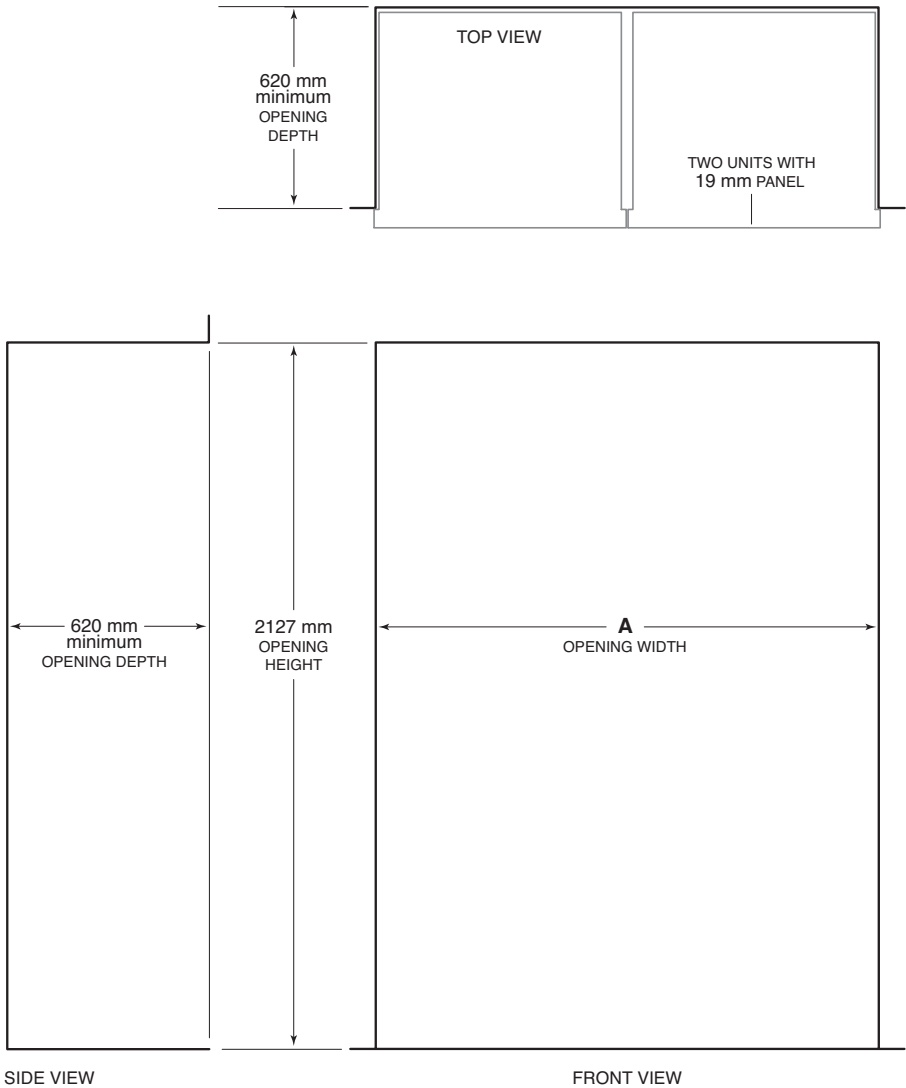 TOP VIEW
620 mm
minimum
OPENING
DEPTH
TWO UNITS WITH
19 mm PANEL
620 mm
minimum
OPENING DEPTH
2127 mm
OPENING
HEIGHT
A
OPENING WIDTH
SIDE VIEW
FRONT VIEW